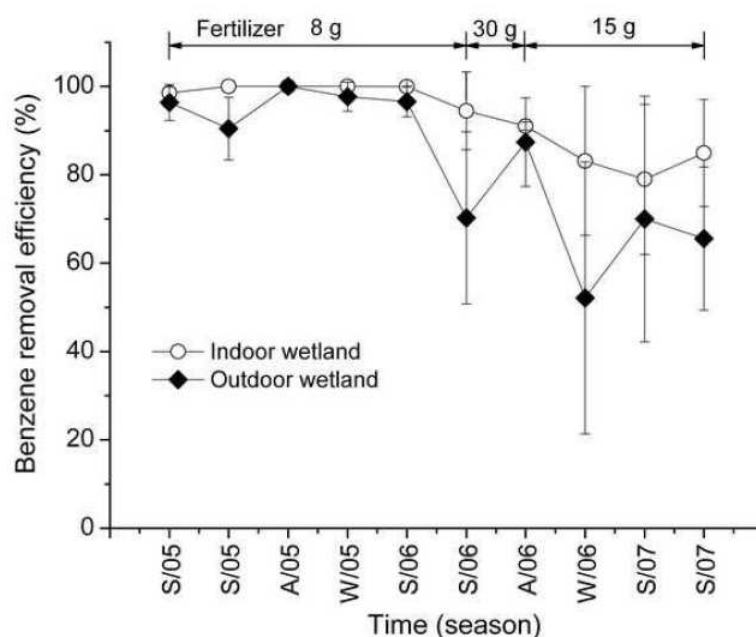 Fertilizer 8 g 30 g 15 g
100
80
60
40
20
0
Benzene removal efficiency (%)
Indoor wetland
Outdoor wetland
S/05 S/05 A/05 W/05 S/06 S/06 A/06 W/06 S/07 S/07
Time (season)